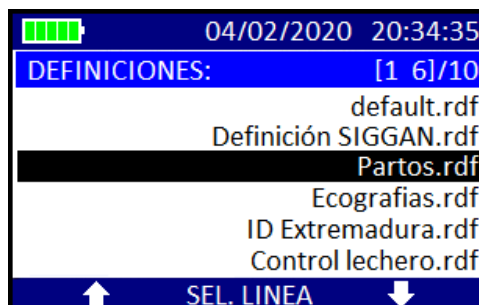 04/02/2020 20:34:35
DEFINICIONES: [1 6]/10
default.rdf
Definición SIGGAN.rdf
Partos.rdf
Ecografias.rdf
ID Extremadura.rdf
Control lechero.rdf
SEL. LINEA